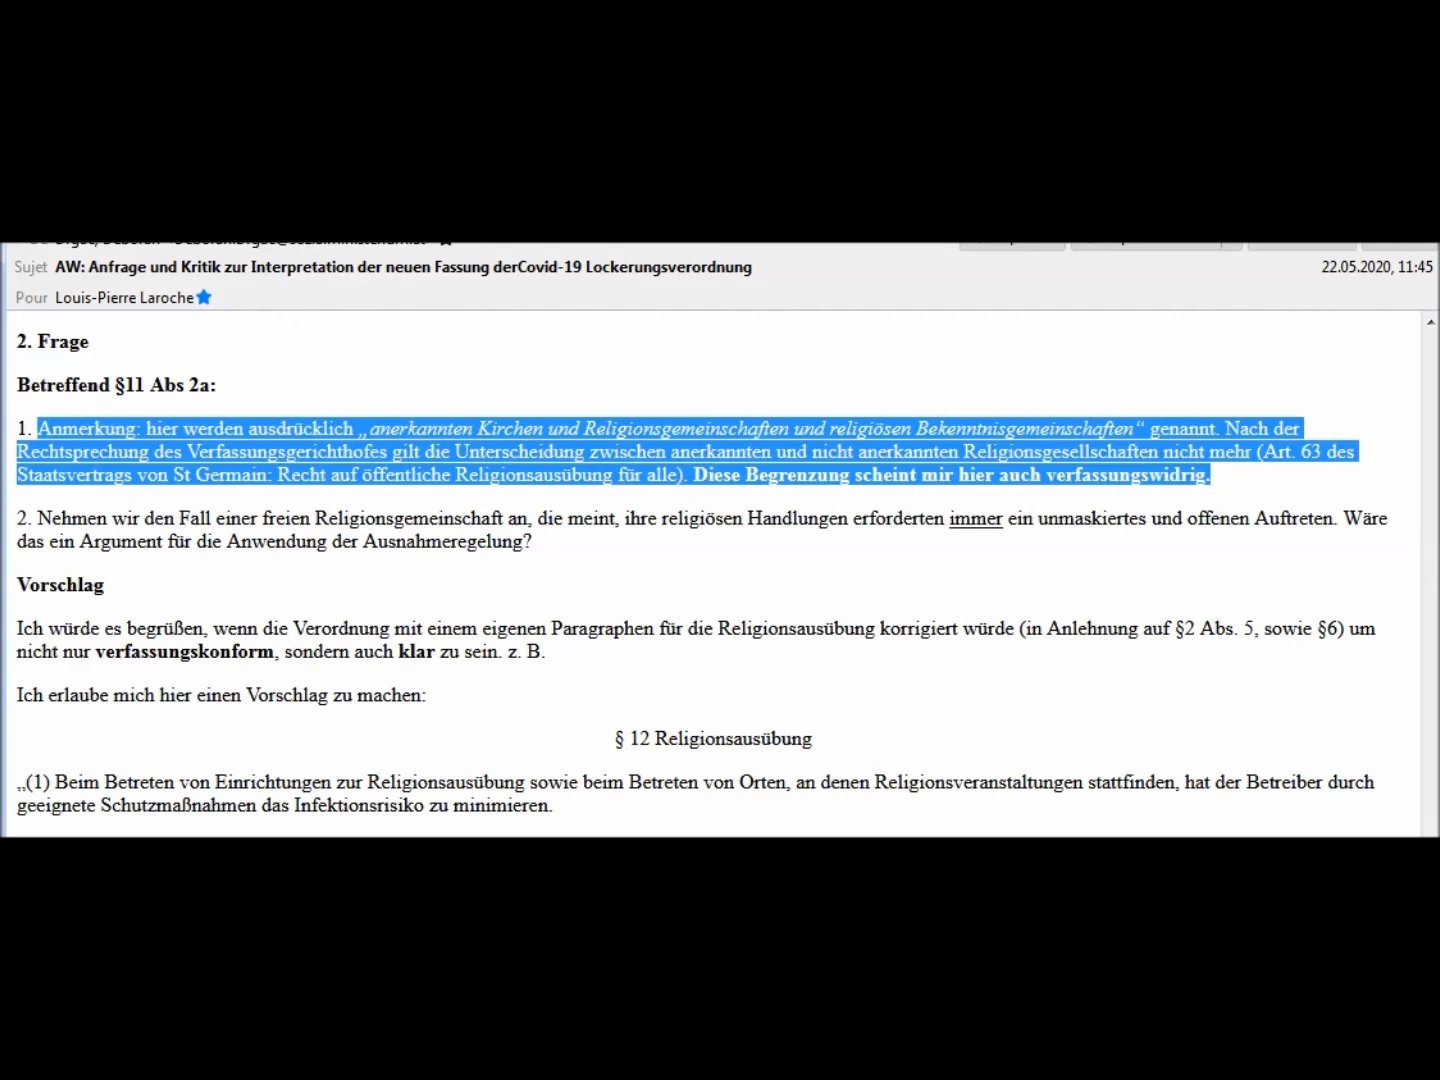 Sujet AW: Anfrage und Kritik zur Interpretation der neuen Fassung derCovid-19 Lockerungsverordnung 22.05.2020, 11:45
Pour Louis-Pierre Laroche
2. Frage
Betreffend §11 Abs 2a:
1. Anmerkung: hier werden ausdrücklich „anerkannten Kirchen und Religionsgemeinschaften und religiösen Bekenntnisgemeinschaften“ genannt. Nach der
Rechtsprechung des Verfassungsgerichthofes gilt die Unterscheidung zwischen anerkannten und nicht anerkannten Religionsgesellschaften nicht mehr (Art. 63 des
Staatsvertrags von St Germain: Recht auf öffentliche Religionsausübung für alle). Diese Begrenzung scheint mir hier auch verfassungswidrig.
2. Nehmen wir den Fall einer freien Religionsgemeinschaft an, die meint, ihre religiösen Handlungen erforderten immer ein unmaskiertes und offenen Auftreten. Wäre
das ein Argument für die Anwendung der Ausnahmeregelung?
Vorschlag
Ich würde es begrüßen, wenn die Verordnung mit einem eigenen Paragraphen für die Religionsausübung korrigiert würde (in Anlehnung auf §2 Abs. 5, sowie §6) um
nicht nur verfassungskonform, sondern auch klar zu sein. z. B.
Ich erlaube mich hier einen Vorschlag zu machen:
§ 12 Religionsausübung
„(1) Beim Betreten von Einrichtungen zur Religionsausübung sowie beim Betreten von Orten, an denen Religionsveranstaltungen stattfinden, hat der Betreiber durch
geeignete Schutzmaßnahmen das Infektionsrisiko zu minimieren.